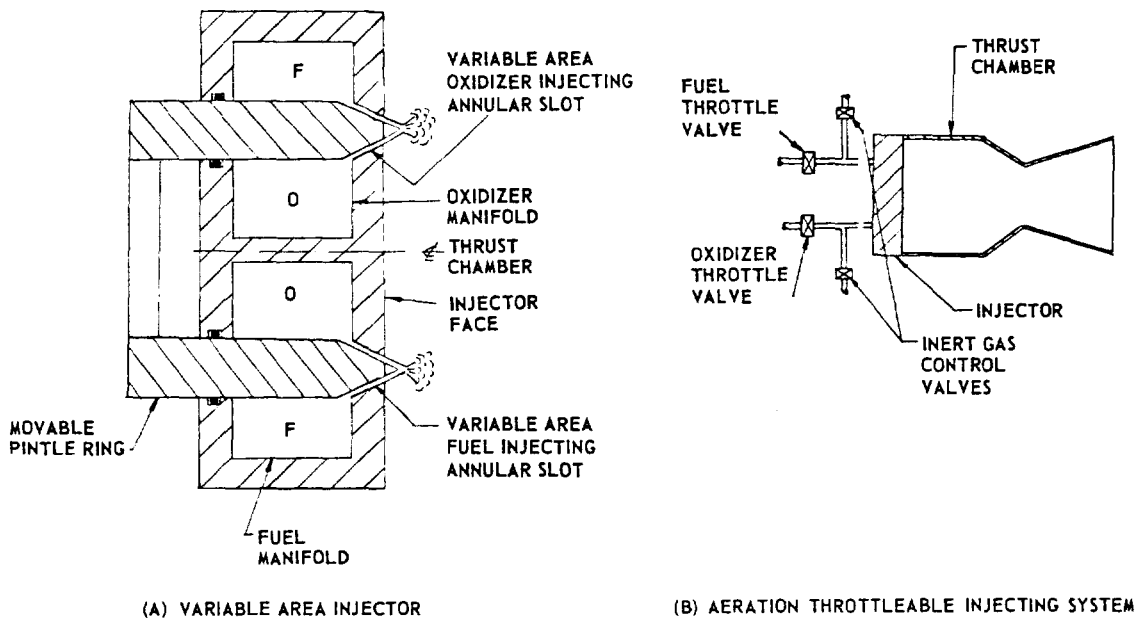 F
VARIABLE AREA
OXIDIZER INJECTING
ANNULAR SLOT
O
OXIDIZER
MANIFOLD
THRUST
CHAMBER
O
INJECTOR
FACE
MOVABLE
PINTLE RING
F
VARIABLE AREA
FUEL INJECTING
ANNULAR SLOT
FUEL
MANIFOLD
(A) VARIABLE AREA INJECTOR
THRUST
CHAMBER
FUEL
THROTTLE
VALVE
OXIDIZER
THROTTLE
VALVE
INJECTOR
INERT GAS
CONTROL
VALVES
(B) AERATION THROTTLEABLE INJECTING SYSTEM